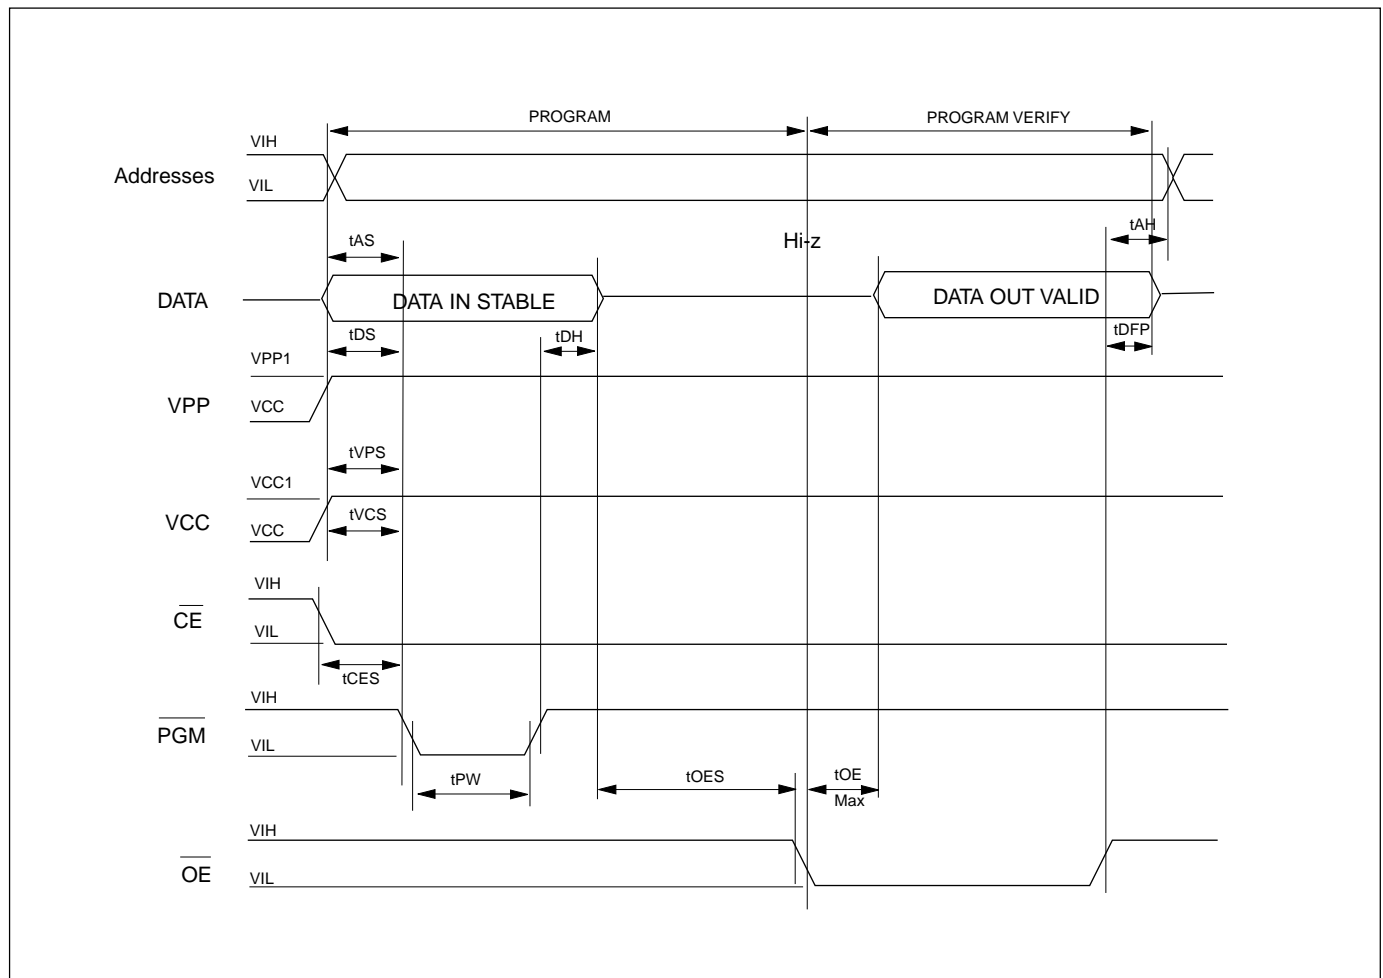 PROGRAM
PROGRAM VERIFY
VIH
Addresses
VIL
tAS
Hi-z
tAH
DATA
DATA IN STABLE
DATA OUT VALID
tDS
tDH
tDFP
VPP1
VPP
VCC
tVPS
VCC1
VCC
VCC
tVCS
VIH
CE
VIL
tCES
VIH
PGM
VIL
tPW
tOES
tOE
Max
VIH
OE
VIL